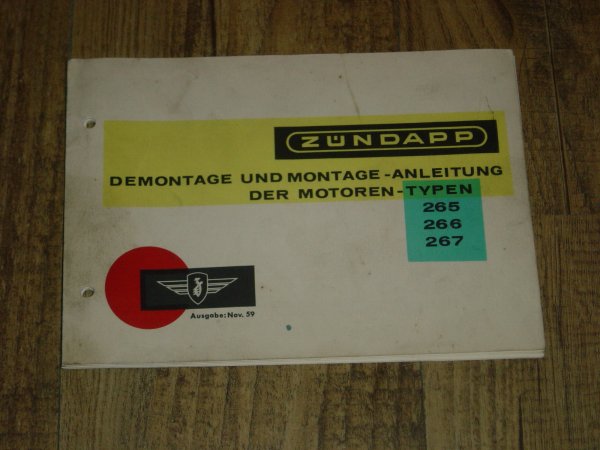 ZÜNDAPP
DEMONTAGE UND MONTAGE-ANLEITUNG
DER MOTOREN-TYPEN
265
266
267
Ausgabe: Nov. 59